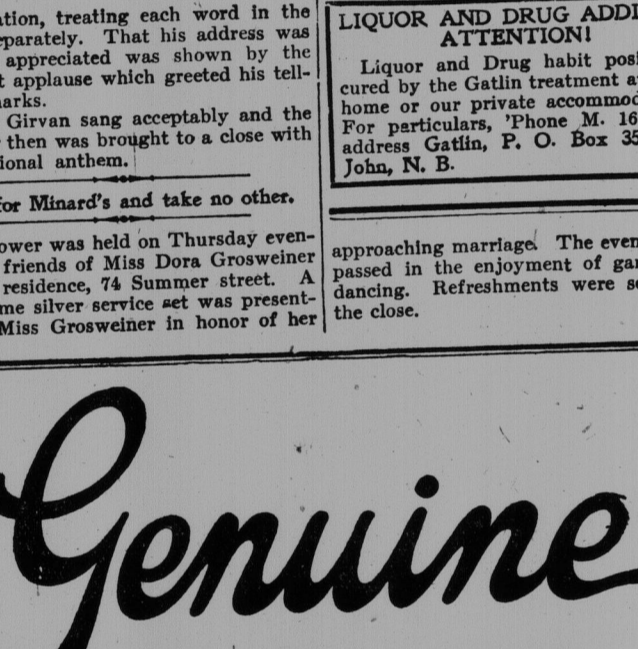 ation, treating each word in the
eparately. That his address was
appreciated was shown by the
t applause which greeted his tell-
arks.
Girvan sang acceptably and the
then was brought to a close with
ional anthem.
for Minard's and take no other.
ower was held on Thursday even-
friends of Miss Dora Grosweiner
residence, 74 Summer street. A
me silver service set was present-
Miss Grosweiner in honor of her
LIQUOR AND DRUG ADDI
ATTENTION!
Liquor and Drug habit posi
cured by the Gatlin treatment a
home or our private accommod
For particulars, 'Phone M. 16
address Gatlin, P. O. Box 35
John, N. B.
approaching marriage. The even
passed in the enjoyment of ga
dancing. Refreshments were se
the close.
Genuine